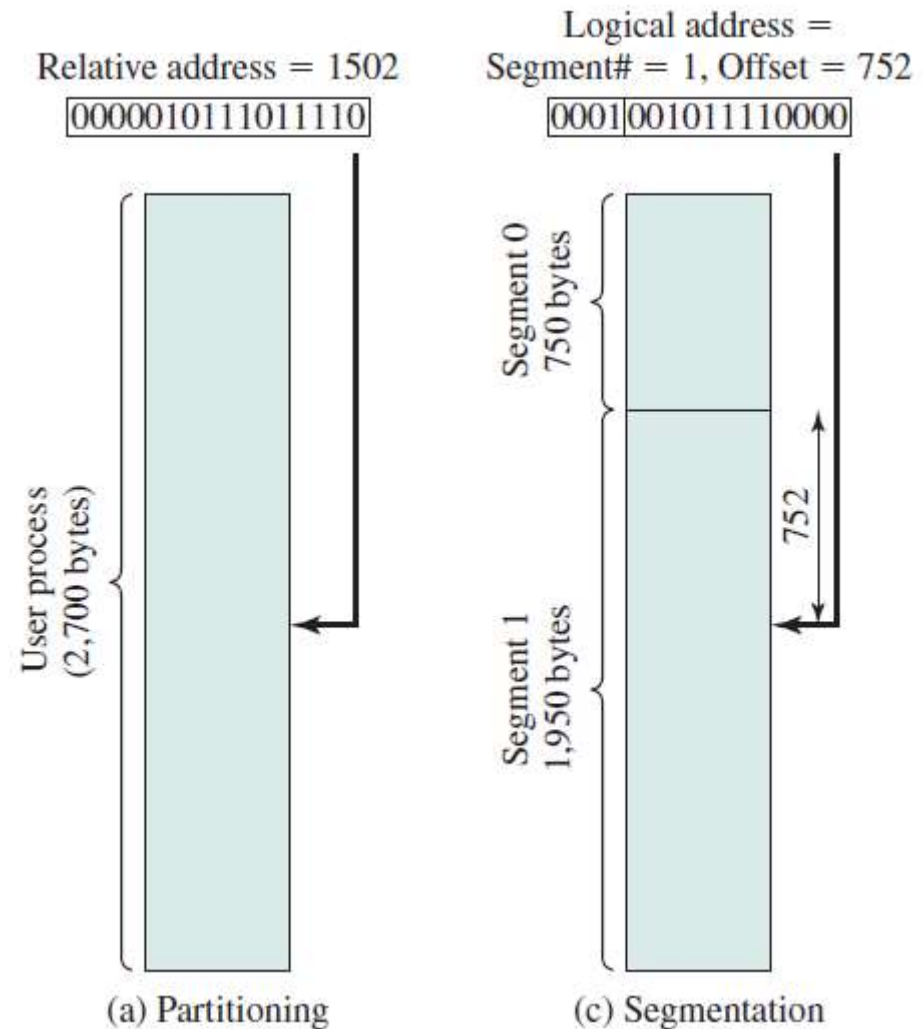 Relative address = 1502
0000010111011110
User process
(2,700 bytes)
(a) Partitioning
Logical address =
Segment# = 1, Offset = 752
0001 001011110000
Segment 0
750 bytes
752
Segment 1
1,950 bytes
(c) Segmentation